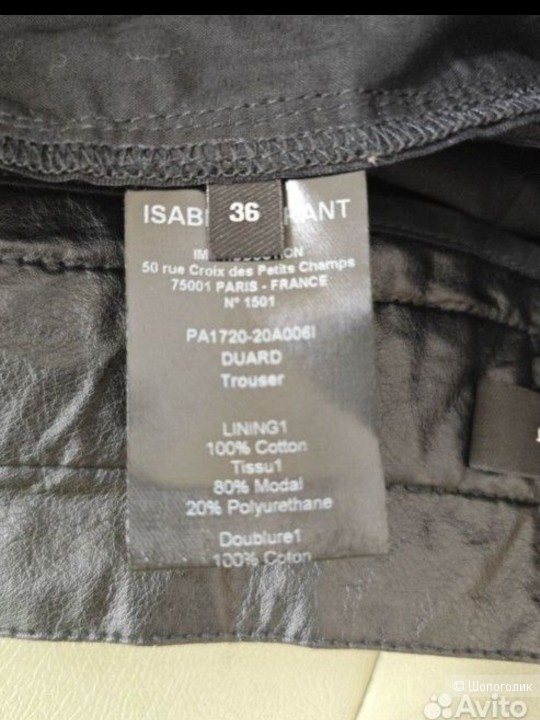 ISAB RANT
36
50 rue Croix des Petits Champs
75001 PARIS - FRANCE
N° 1501
PA1720-20A006I
DUARD
Trouser
LINING1
100% Cotton
Tissu1
80% Modal
20% Polyurethane
Doublure1
100% Coton
© Шопоголик
Avito